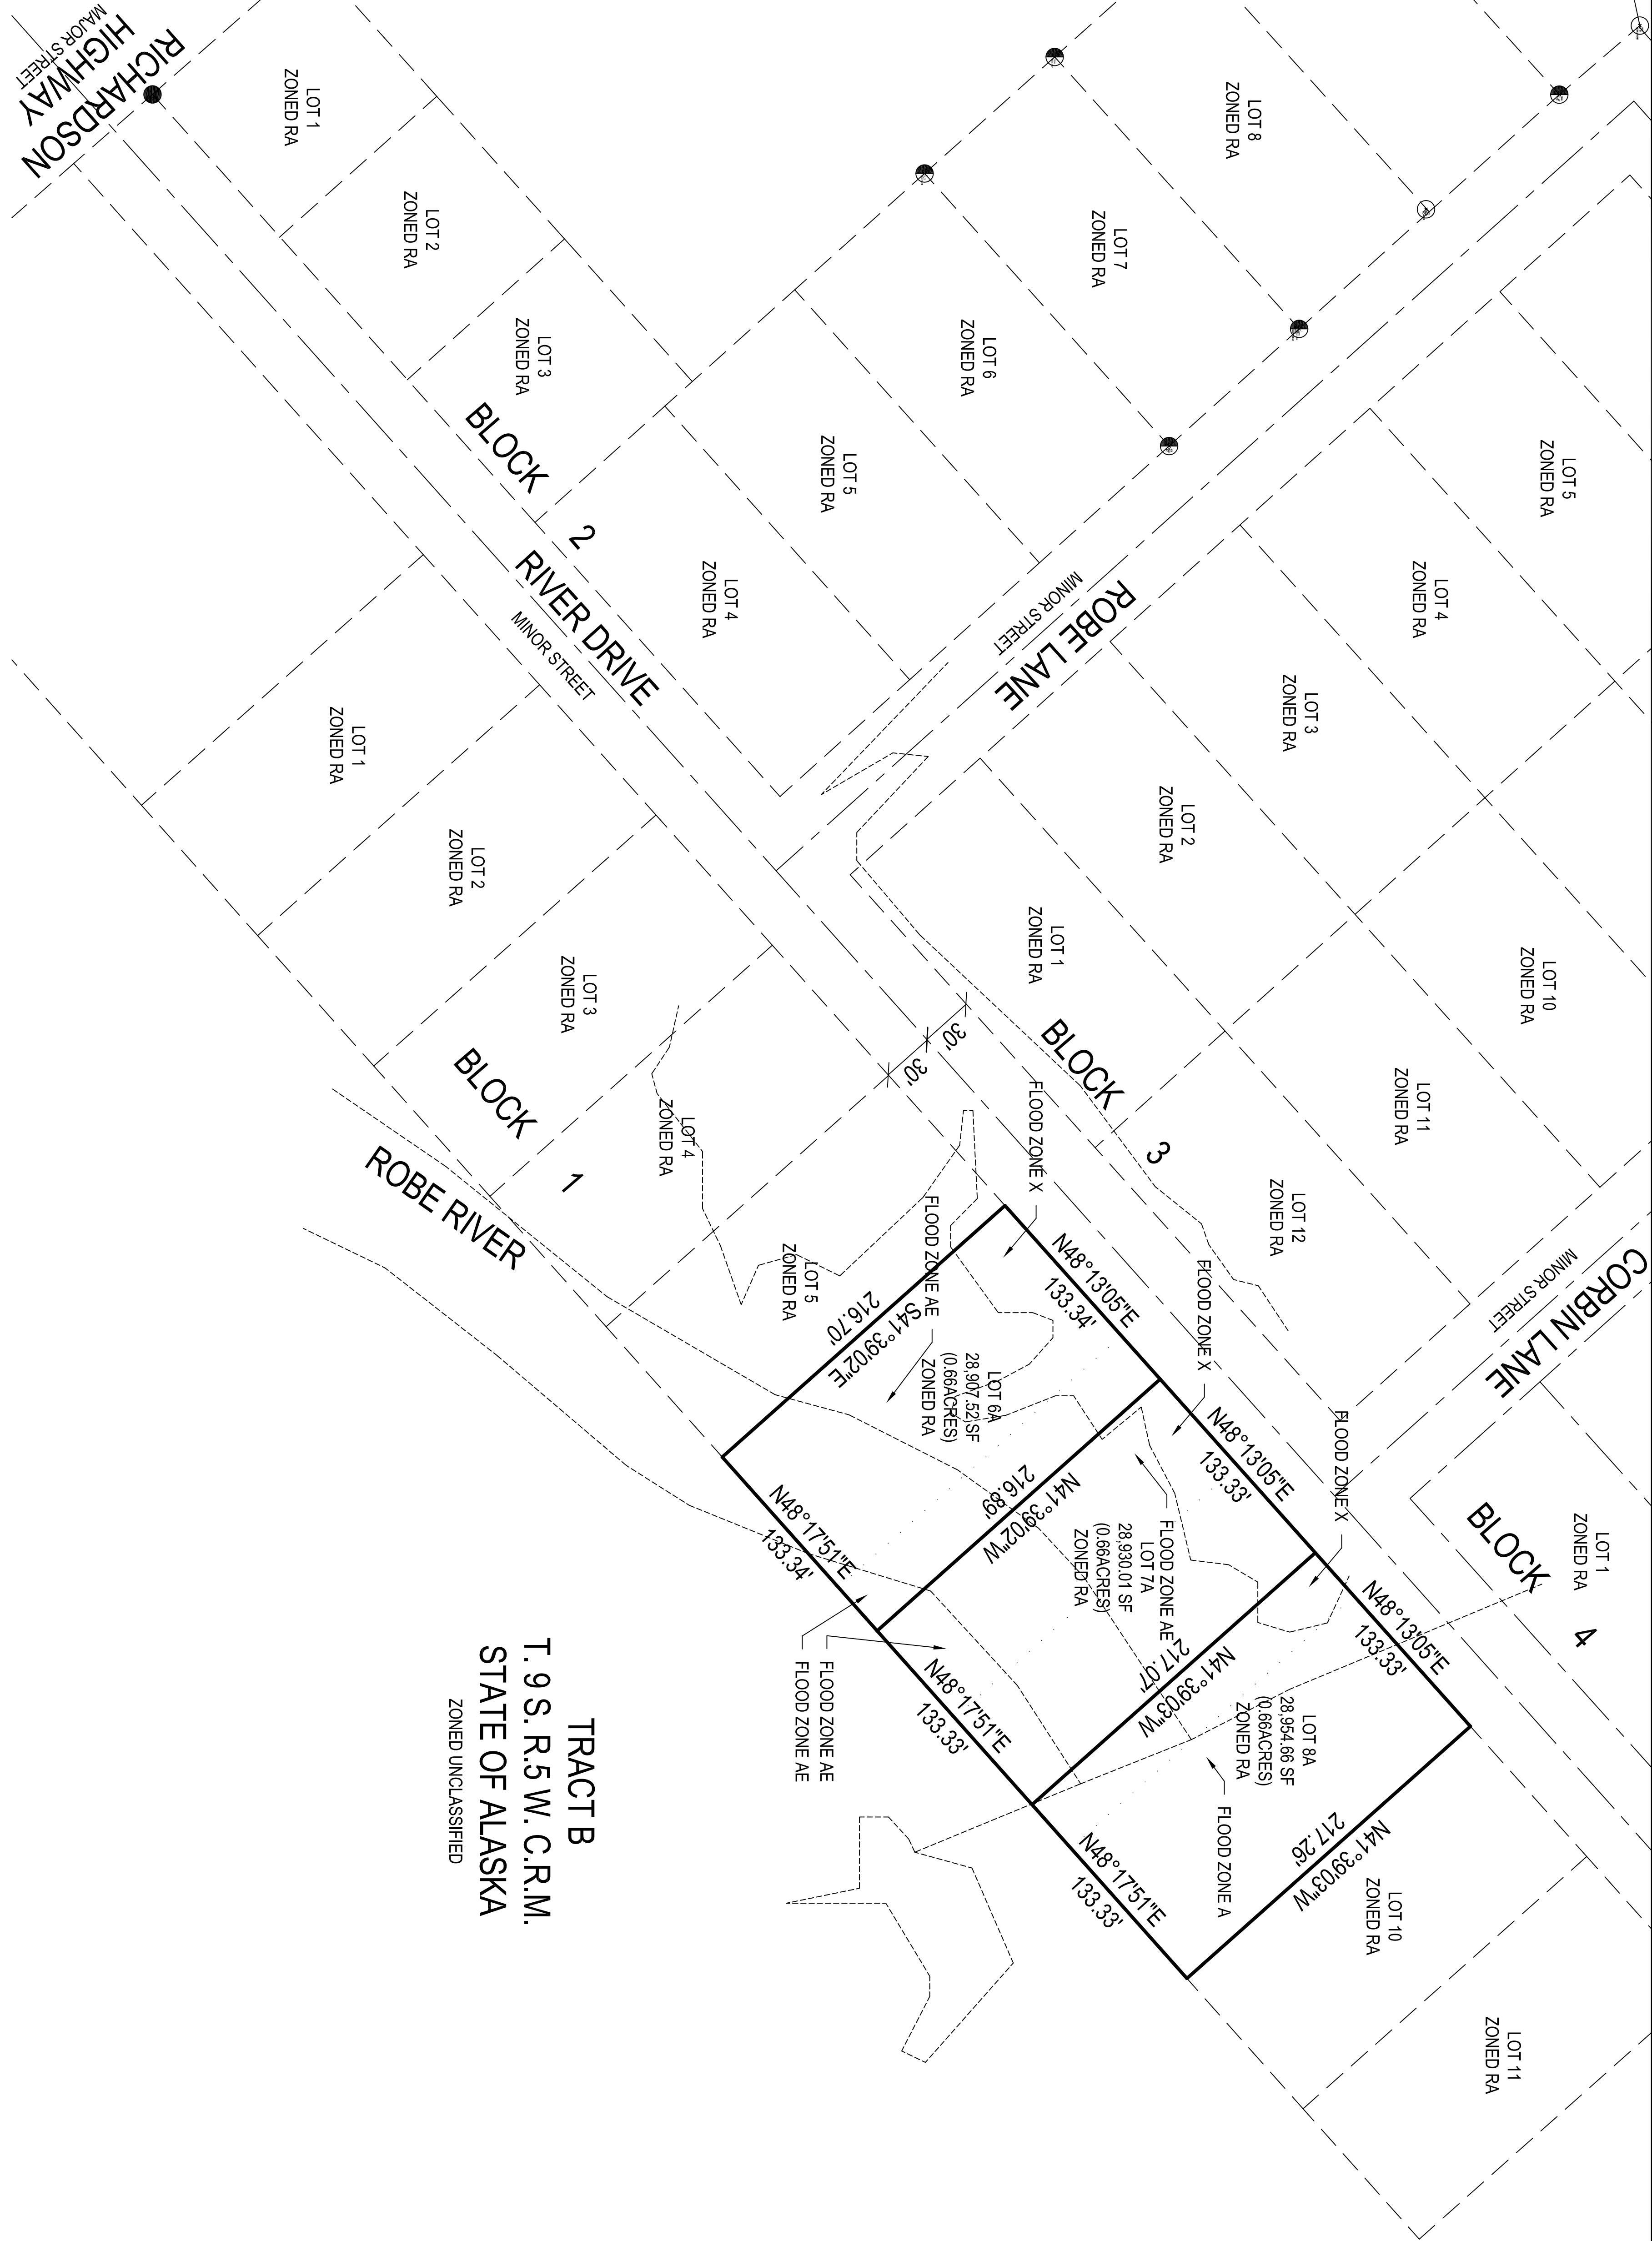 RICHARDSON
HIGHWAY
MAJOR STREET
LOT 1
ZONED RA
LOT 2
ZONED RA
LOT 3
ZONED RA
BLOCK
2
LOT 4
ZONED RA
LOT 5
ZONED RA
LOT 6
ZONED RA
LOT 7
ZONED RA
LOT 8
ZONED RA
RIVER DRIVE
MINOR STREET
ROBE LANE
MINOR STREET
LOT 5
ZONED RA
LOT 4
ZONED RA
LOT 3
ZONED RA
LOT 2
ZONED RA
LOT 1
ZONED RA
LOT 10
ZONED RA
LOT 11
ZONED RA
LOT 12
ZONED RA
BLOCK
3
CORBIN LANE
MINOR STREET
LOT 1
ZONED RA
BLOCK
4
LOT 1
ZONED RA
LOT 2
ZONED RA
LOT 3
ZONED RA
LOT 4
ZONED RA
LOT 5
ZONED RA
BLOCK
1
ROBE RIVER
30'
30'
FLOOD ZONE X
FLOOD ZONE AE
FLOOD ZONE X
FLOOD ZONE X
N48°13'05"E
133.34'
N48°13'05"E
133.33'
N48°13'05"E
133.33'
216.70'
S41°39'02"E
LOT 6A
28,907.52 SF
(0.66ACRES)
ZONED RA
216.89'
N41°39'02"W
FLOOD ZONE AE
LOT 7A
28,930.01 SF
(0.66ACRES)
ZONED RA
217.07'
N41°39'03"W
LOT 8A
28,954.66 SF
(0.66ACRES)
ZONED RA
FLOOD ZONE A
217.26'
N41°39'03"W
N48°17'51"E
133.34'
N48°17'51"E
133.33'
N48°17'51"E
133.33'
FLOOD ZONE AE
FLOOD ZONE AE
LOT 10
ZONED RA
LOT 11
ZONED RA
TRACT B
T. 9 S. R.5 W. C.R.M.
STATE OF ALASKA
ZONED UNCLASSIFIED